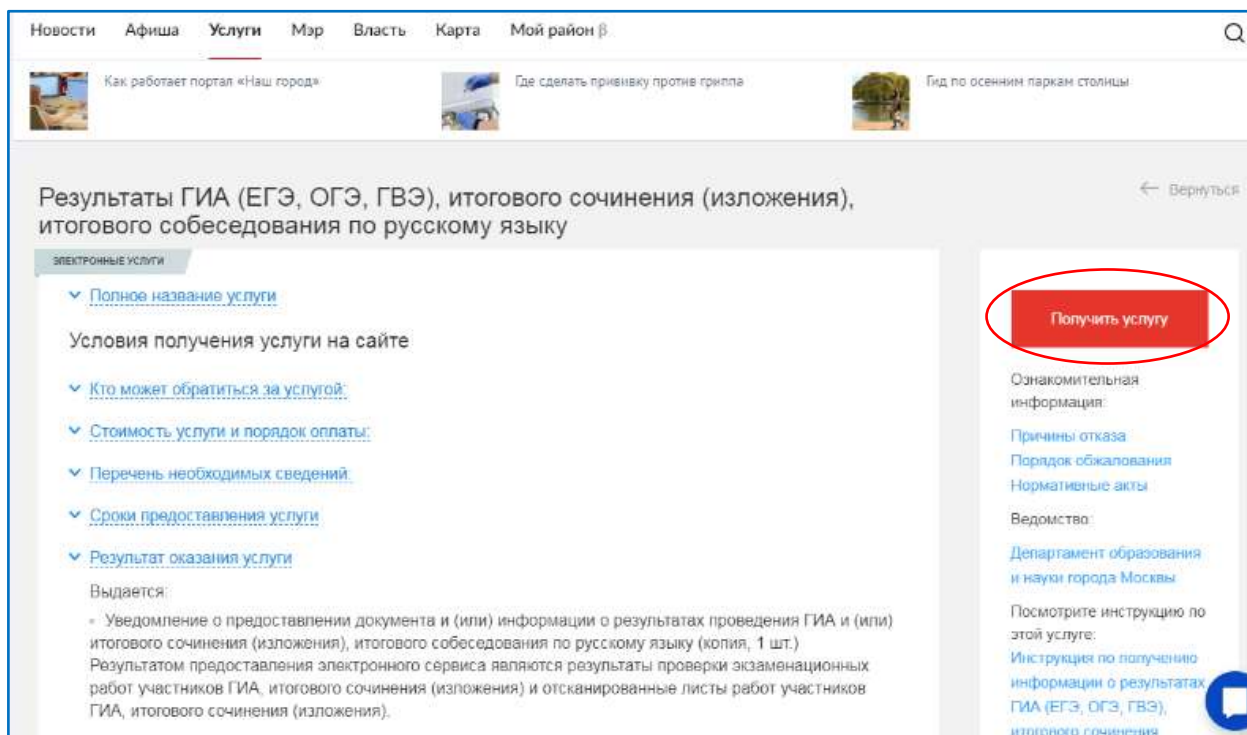 Новости Афиша Услуги Мэр Власть Карта Мой район β
Как работает портал «Наш город»
Где сделать прививку против гриппа
Гид по осенним паркам столицы
← Вернуться
Результаты ГИА (ЕГЭ, ОГЭ, ГВЭ), итогового сочинения (изложения),
итогового собеседования по русскому языку
ЭЛЕКТРОННЫЕ УСЛУГИ
Полное название услуги
Условия получения услуги на сайте
Кто может обратиться за услугой:
Стоимость услуги и порядок оплаты:
Перечень необходимых сведений:
Сроки предоставления услуги
Результат оказания услуги
Выдается:
Уведомление о предоставлении документа и (или) информации о результатах проведения ГИА и (или)
итогового сочинения (изложения), итогового собеседования по русскому языку (копия, 1 шт.)
Результатом предоставления электронного сервиса являются результаты проверки экзаменационных
работ участников ГИА, итогового сочинения (изложения) и отсканированные листы работ участников
ГИА, итогового сочинения (изложения).
Получить услугу
Ознакомительная
информация:
Причины отказа
Порядок обжалования
Нормативные акты
Ведомство:
Департамент образования
и науки города Москвы
Посмотрите инструкцию по
этой услуге:
Инструкция по получению
информации о результатах
ГИА (ЕГЭ, ОГЭ, ГВЭ),
итогового сочинения